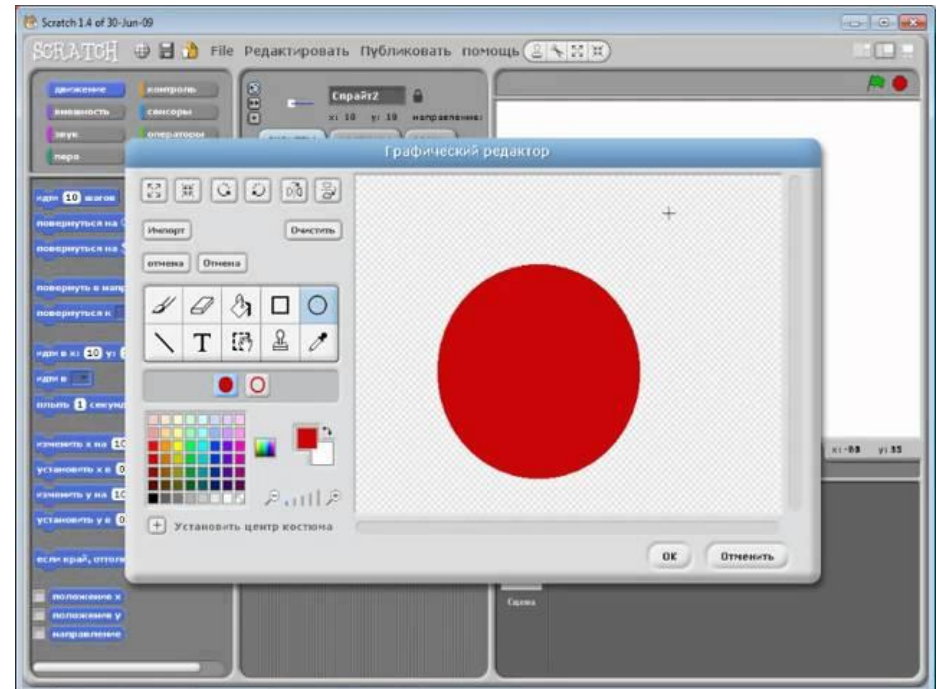 Scratch 1.4 of 30-Jun-09
SCRATCH File Редактировать Публиковать помощь
движение контроль
внешность сенсоры
звук операторы
перо
Спрайт2
x: 10 y: 10 направление:
Графический редактор
Импорт Очистить
отмена Отмена
T
Установить центр костюма
OK Отменить
идти 10 шагов
повернуться на
повернуться на
повернуть в напр
повернуться к
идти в x: 10 y:
идти в
плыть 1 секунд
изменить х на 10
установить х в 0
изменить у на 10
установить у в 0
если край, оттолк
положение х
положение у
направление
x: y: 35
Сцена